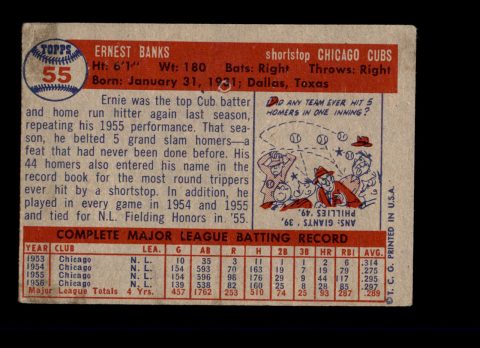 TOPPS
55
ERNEST BANKS
shortstop CHICAGO CUBS
Ht: 6'1" Wt: 180 Bats: Right Throws: Right
Born: January 31, 1931; Dallas, Texas
Ernie was the top Cub batter
and home run hitter again last season,
repeating his 1955 performance. That sea-
son, he belted 5 grand slam homers—a
feat that had never been done before. His
44 homers also entered his name in the
record book for the most round trippers
ever hit by a shortstop. In addition, he
played in every game in 1954 and 1955
and tied for N.L. Fielding Honors in '55.
DID ANY TEAM EVER HIT 5
HOMERS IN ONE INNING?
ANS: GIANTS '39,
PHILLIES '49.
COMPLETE MAJOR LEAGUE BATTING RECORD
YEAR CLUB LEA. G AB R H 2B 3B HR RBI AVG.
1953 Chicago N. L. 10 35 3 11 1 1 2 6 .314
1954 Chicago N. L. 154 593 70 163 19 7 19 79 .275
1955 Chicago N. L. 154 596 98 176 29 9 44 117 .295
1956 Chicago N. L. 139 538 82 160 25 8 28 85 .297
Major League Totals 4 Yrs. 457 1762 253 510 74 25 93 287 .289
© T. C. G. PRINTED IN U.S.A.